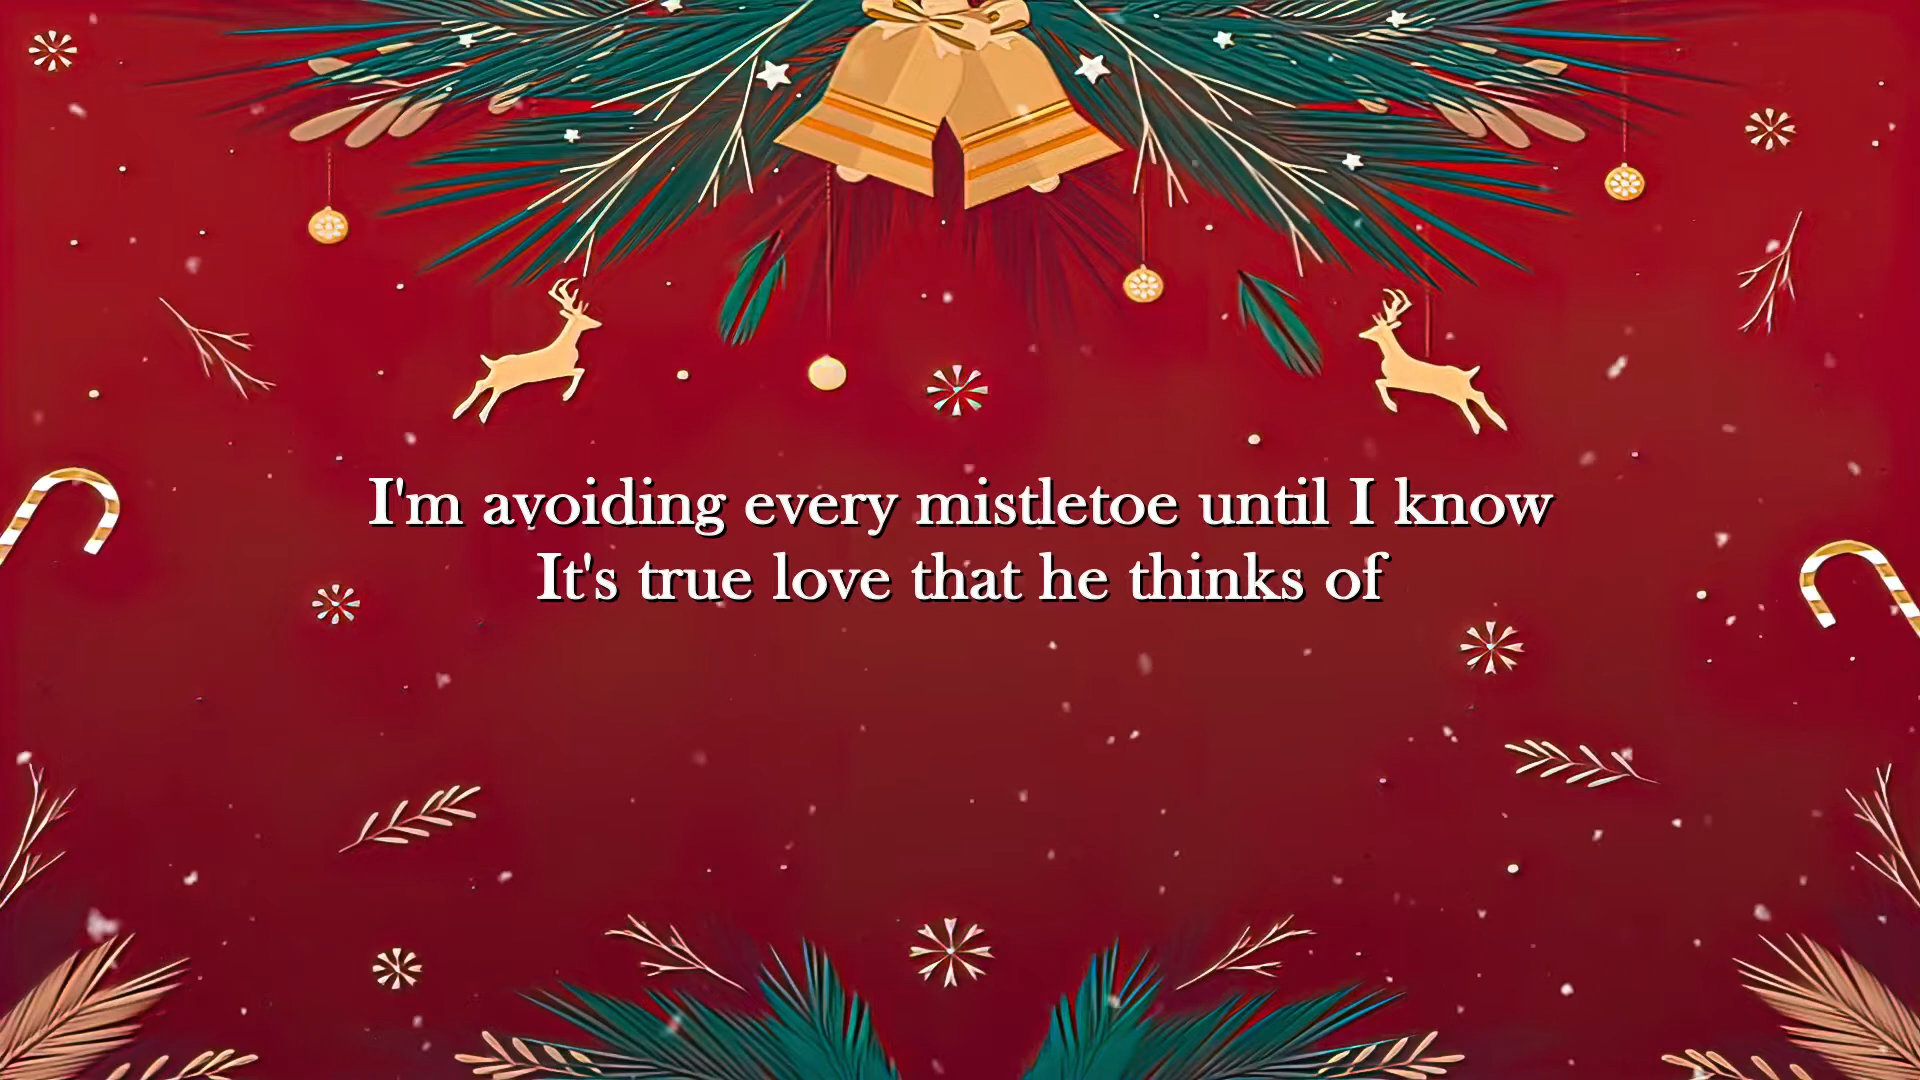 I'm avoiding every mistletoe until I know
It's true love that he thinks of